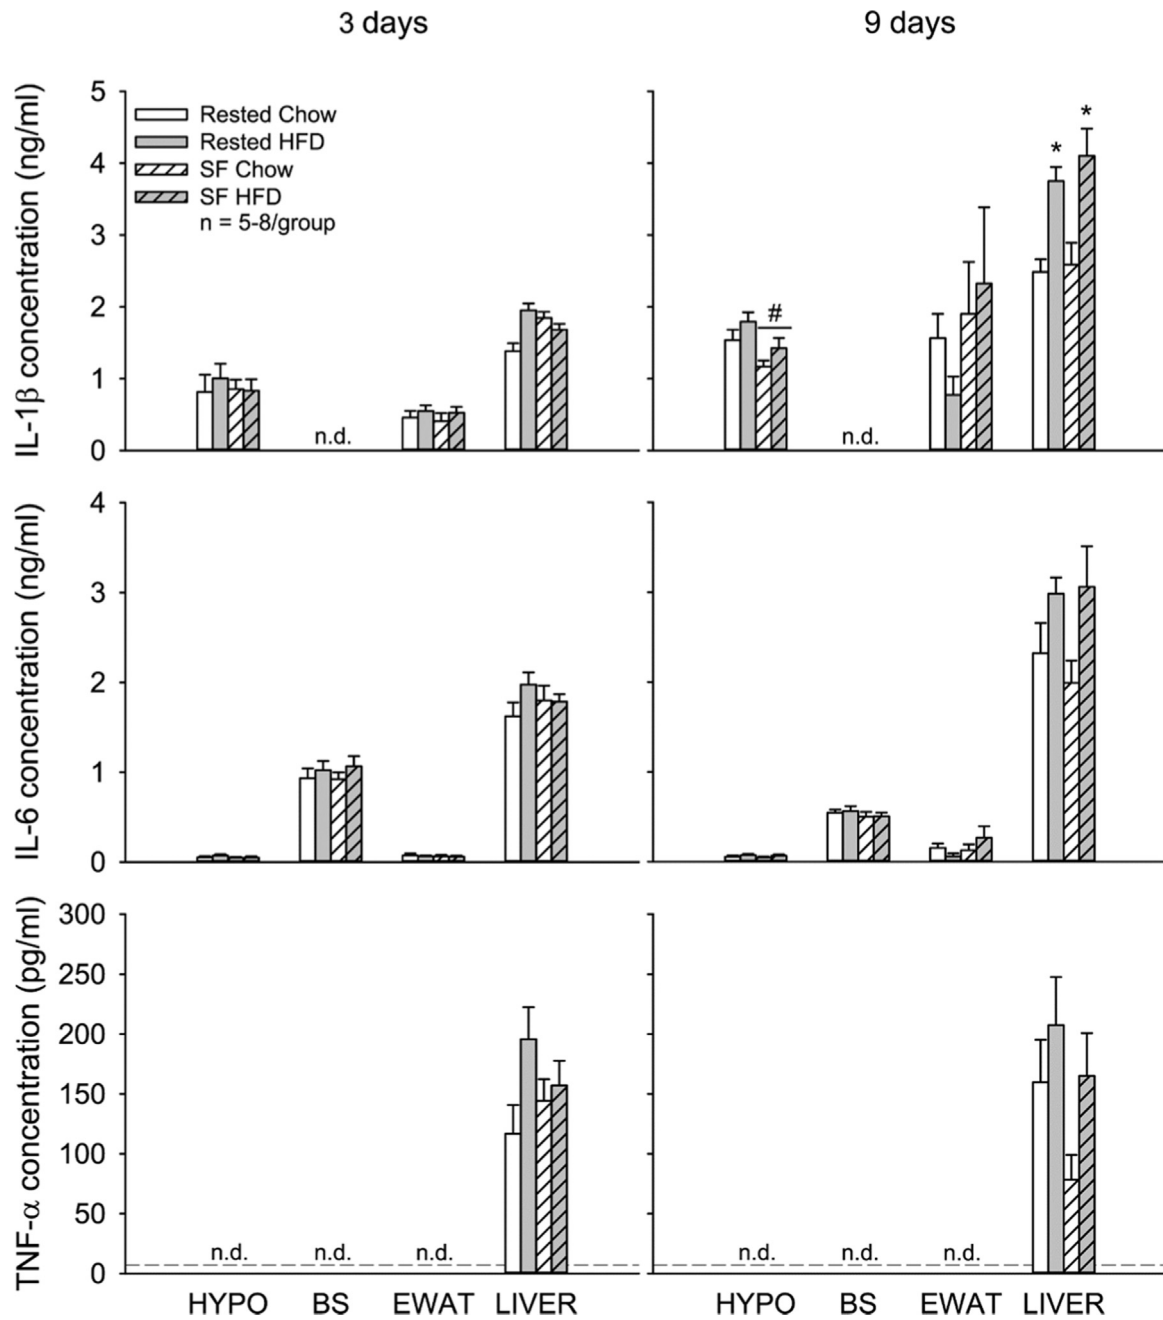 3 days
9 days
IL-1β concentration (ng/ml)
5
4
3
2
1
0
Rested Chow
Rested HFD
SF Chow
SF HFD
n = 5-8/group
n.d.
#
n.d.
*
*
IL-6 concentration (ng/ml)
4
3
2
1
0
TNF-α concentration (pg/ml)
300
250
200
150
100
50
0
n.d.
n.d.
n.d.
n.d.
n.d.
n.d.
HYPO BS EWAT LIVER
HYPO BS EWAT LIVER